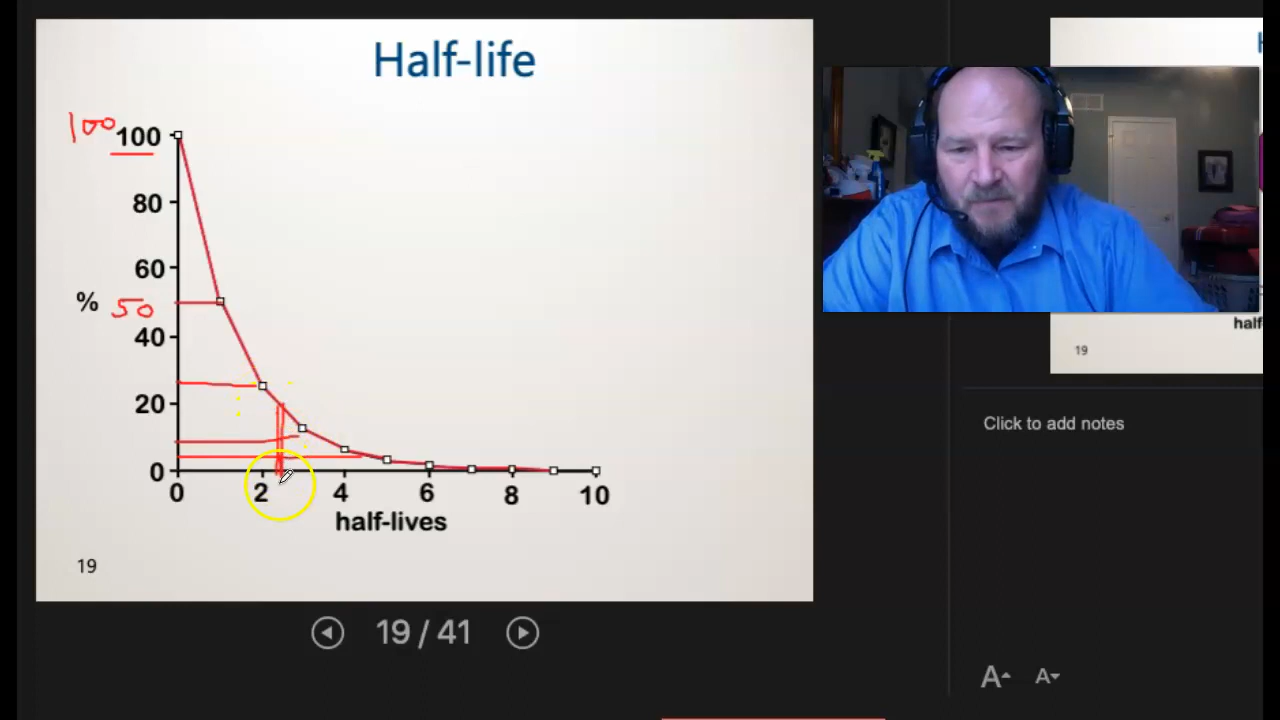 Half-life
100 100
80
60
% 50
40
20
0
0 2 4 6 8 10
half-lives
19
19 / 41
half-
19
Click to add notes
A A